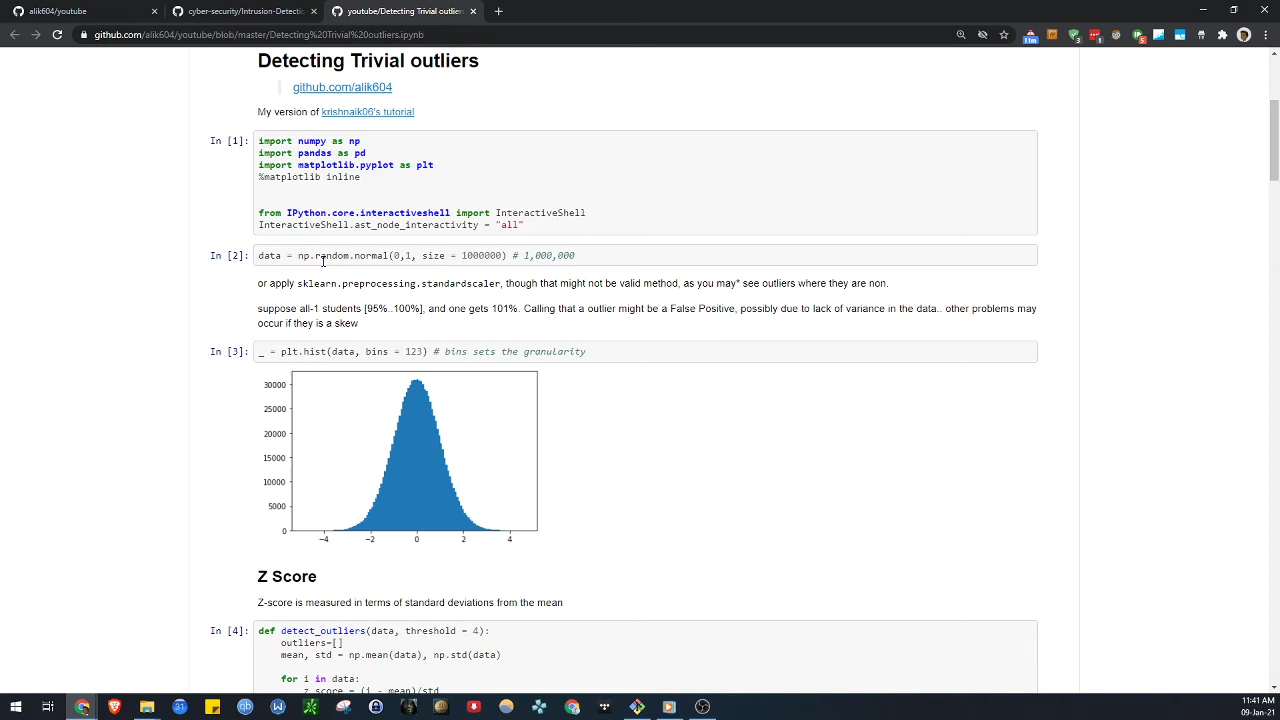 alik604/youtube
cyber-security/Intrusion-Detectio
youtube/Detecting Trivial outliers
github.com/alik604/youtube/blob/master/Detecting%20Trivial%20outliers.ipynb
Detecting Trivial outliers
github.com/alik604
My version of krishnaik06's tutorial
In [1]:
import numpy as np
import pandas as pd
import matplotlib.pyplot as plt
%matplotlib inline
from IPython.core.interactiveshell import InteractiveShell
InteractiveShell.ast_node_interactivity = "all"
In [2]: data = np.random.normal(0,1, size = 1000000) # 1,000,000
or apply sklearn.preprocessing.standardscaler, though that might not be valid method, as you may* see outliers where they are non.
suppose all-1 students [95%..100%], and one gets 101%. Calling that a outlier might be a False Positive, possibly due to lack of variance in the data.. other problems may
occur if they is a skew
In [3]: _ = plt.hist(data, bins = 123) # bins sets the granularity
30000
25000
20000
15000
10000
5000
0
−4 −2 0 2 4
Z Score
Z-score is measured in terms of standard deviations from the mean
In [4]: def detect_outliers(data, threshold = 4):
outliers=[]
mean, std = np.mean(data), np.std(data)
for i in data:
z_score = (i - mean)/std
11:41 AM
09-Jan-21